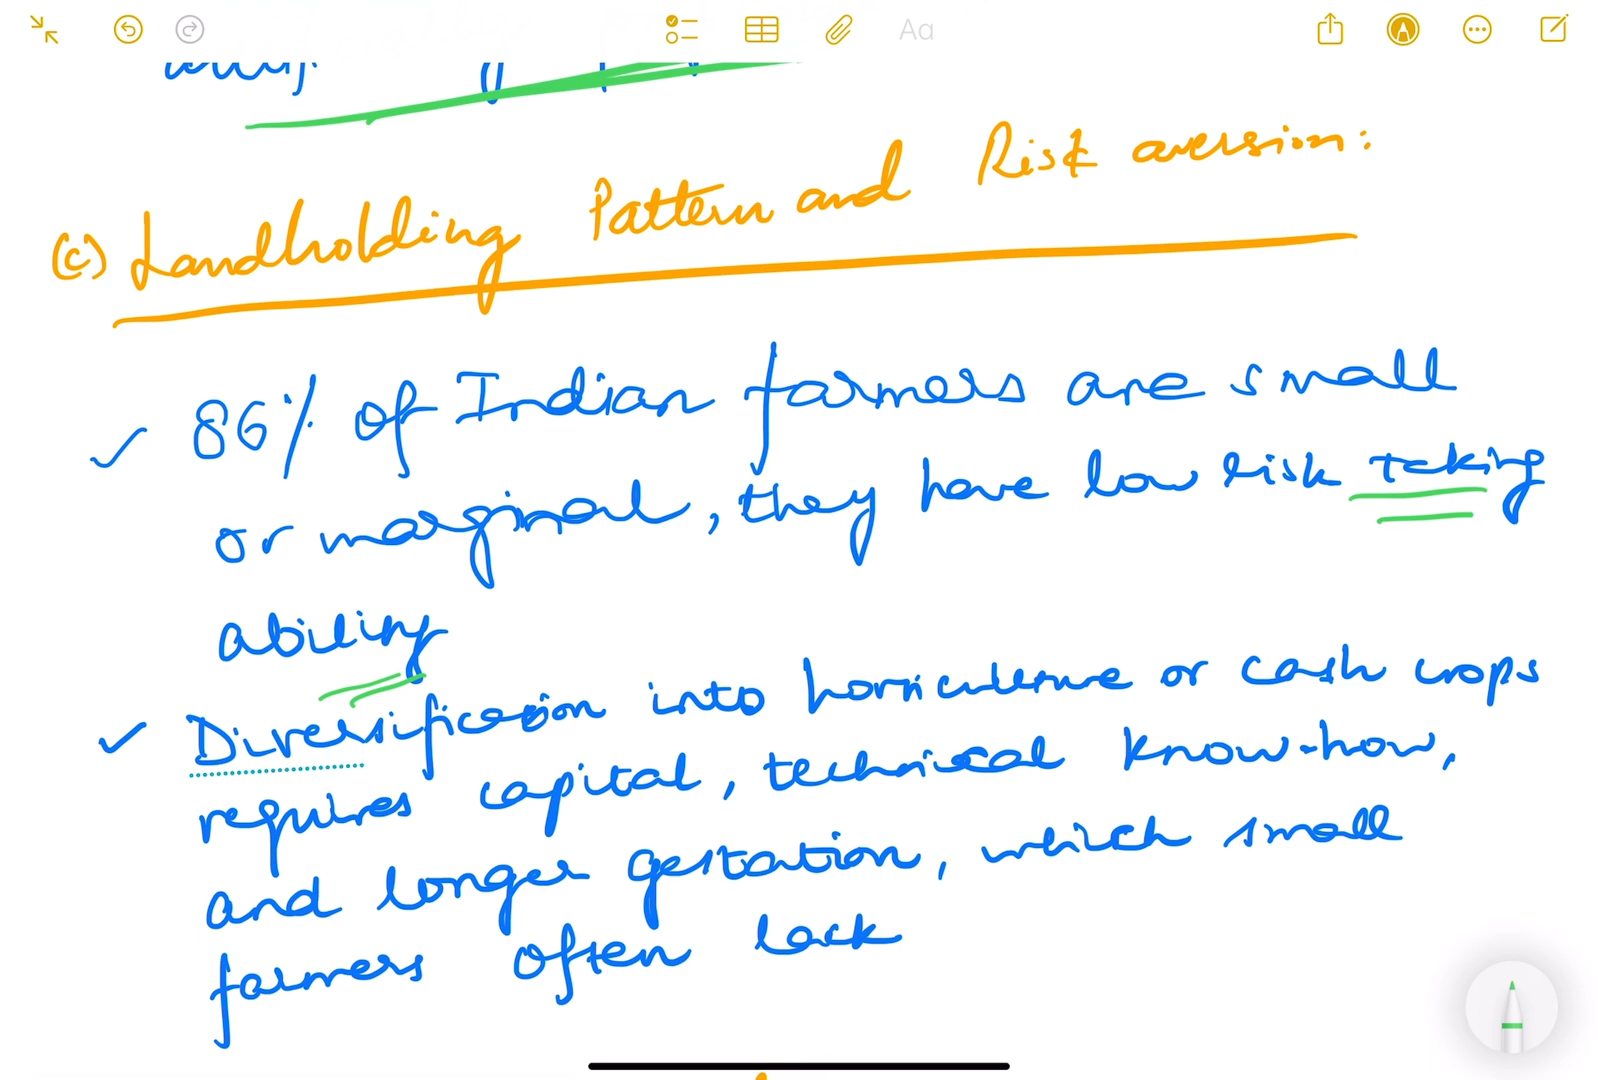 Aa
(c) Landholding Pattern and Risk aversion:
86% of Indian farmers are small
or marginal, they have low risk taking
ability
Diversification into horticulture or cash crops
requires capital, technical know-how,
and longer gestation, which small
farmers often lack